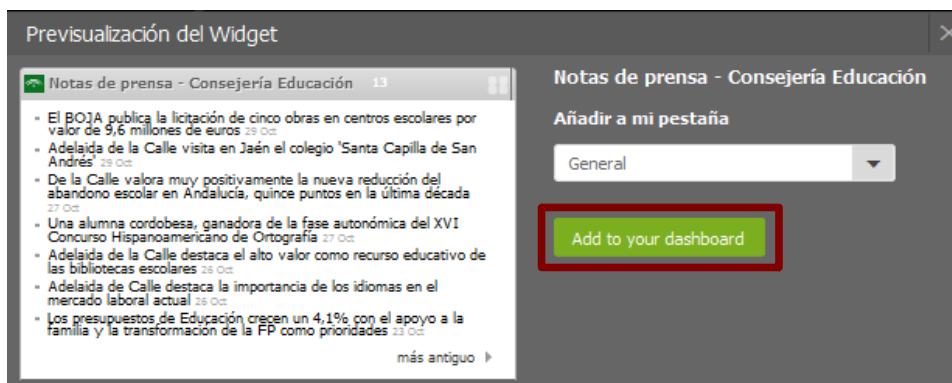 Previsualización del Widget
Notas de prensa - Consejería Educación 13
El BOJA publica la licitación de cinco obras en centros escolares por
valor de 9,6 millones de euros 29 Oct
Adelaida de la Calle visita en Jaén el colegio 'Santa Capilla de San
Andrés' 29 Oct
De la Calle valora muy positivamente la nueva reducción del
abandono escolar en Andalucía, quince puntos en la última década
27 Oct
Una alumna cordobesa, ganadora de la fase autonómica del XVI
Concurso Hispanoamericano de Ortografía 27 Oct
Adelaida de la Calle destaca el alto valor como recurso educativo de
las bibliotecas escolares 26 Oct
Adelaida de Calle destaca la importancia de los idiomas en el
mercado laboral actual 26 Oct
Los presupuestos de Educación crecen un 4,1% con el apoyo a la
familia y la transformación de la FP como prioridades 23 Oct
más antiguo
Notas de prensa - Consejería Educación
Añadir a mi pestaña
General
Add to your dashboard